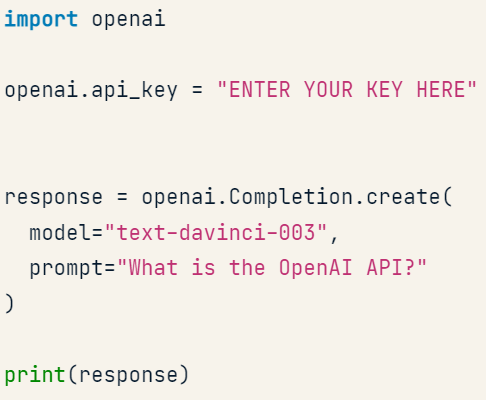 import openai
openai.api_key = "ENTER YOUR KEY HERE"
response = openai.Completion.create(
  model="text-davinci-003",
  prompt="What is the OpenAI API?"
)
print(response)